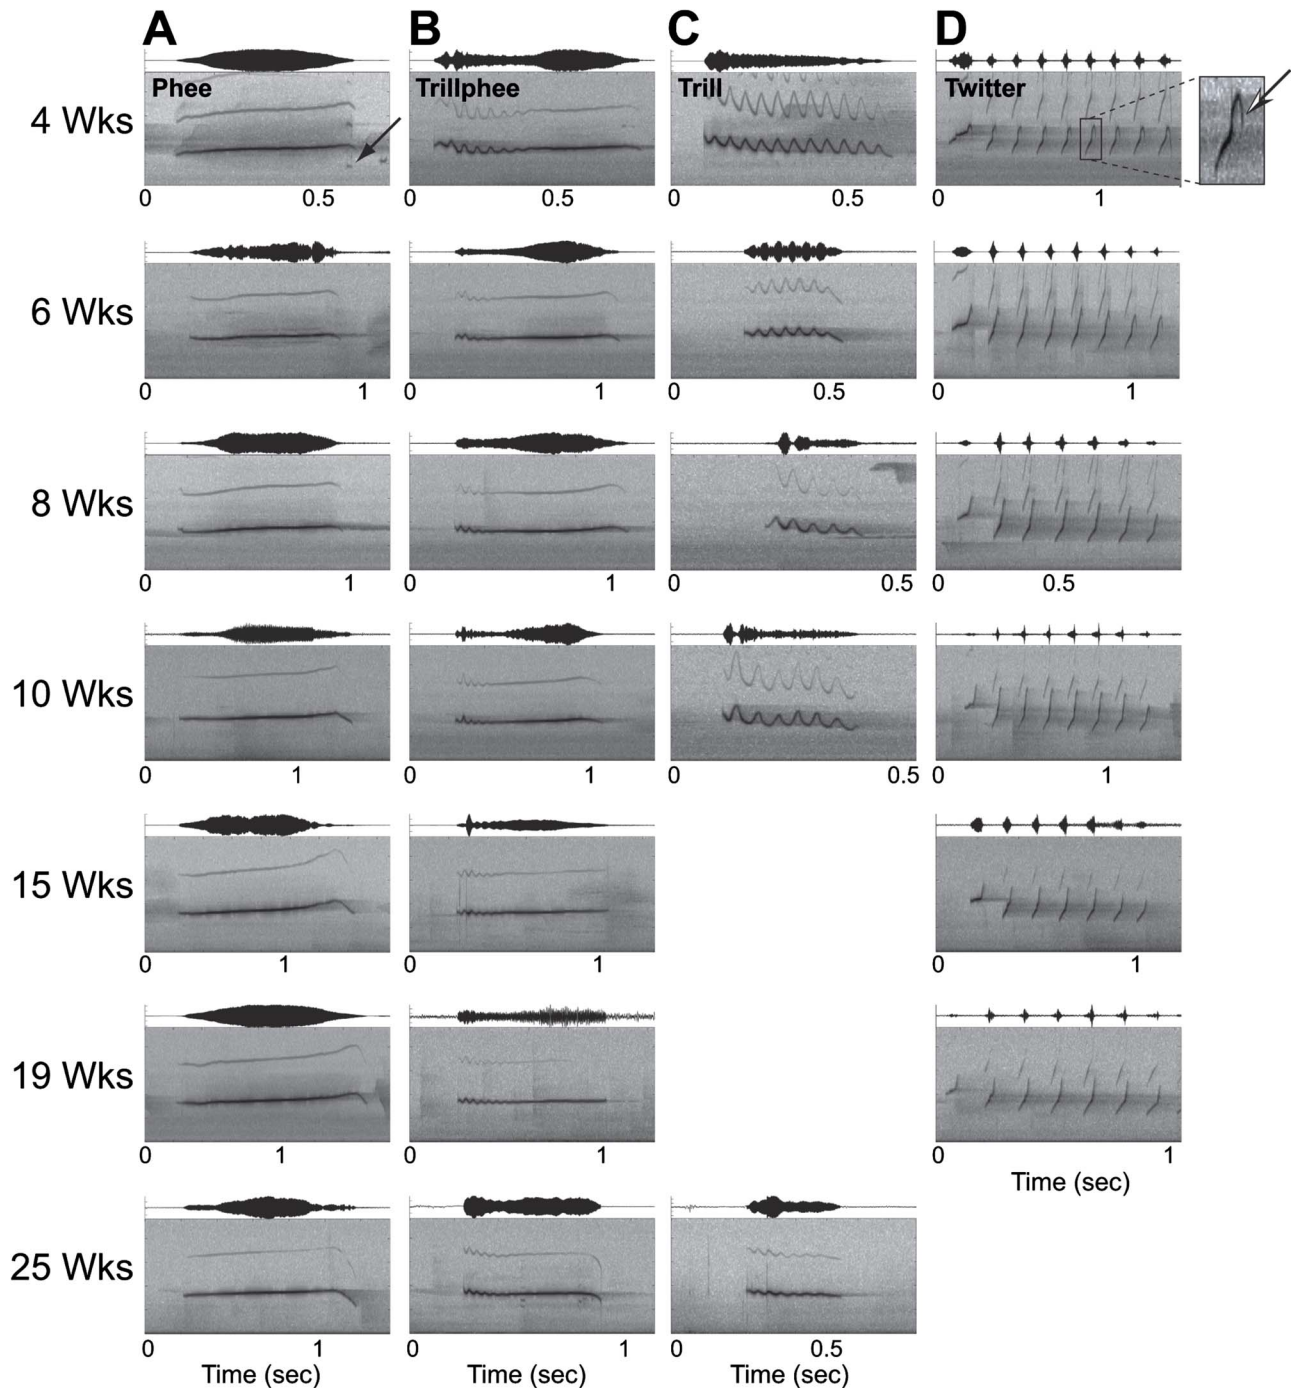 A B C D
Phee Trillphee Trill Twitter
4 Wks
0 0.5 0 0.5 0 0.5 0 1
6 Wks
0 1 0 1 0 0.5 0 1
8 Wks
0 1 0 1 0 0.5 0 0.5
10 Wks
0 1 0 1 0 0.5 0 1
15 Wks
0 1 0 1 0 1
19 Wks
0 1 0 1 0 1
Time (sec)
25 Wks
0 1 0 1 0 0.5
Time (sec) Time (sec) Time (sec)